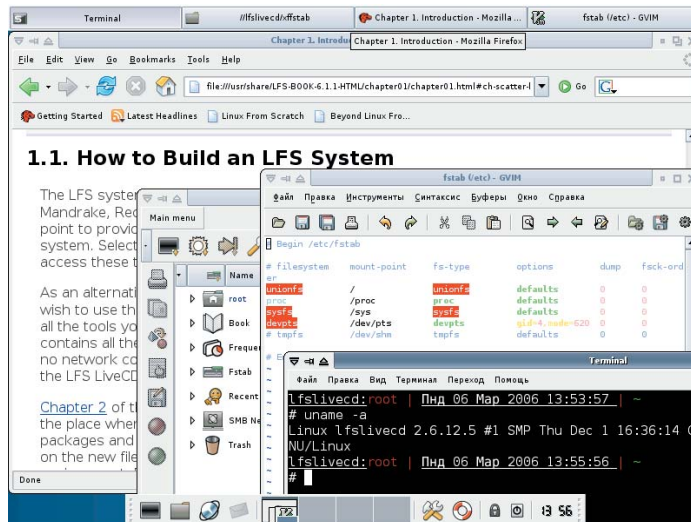 Terminal
//lfslivecd/xffstab
Chapter 1. Introduction - Mozilla ...
fstab (/etc) - GVIM
Chapter 1. Introdu
Chapter 1. Introduction - Mozilla Firefox
File Edit View Go Bookmarks Tools Help
file:///usr/share/LFS-BOOK-6.1.1-HTML/chapter01/chapter01.html#ch-scatter-l
Go
Getting Started
Latest Headlines
Linux From Scratch
Beyond Linux Fro...
1.1. How to Build an LFS System
The LFS system
Mandrake, Red
point to provid
system. Select
access these t
As an alternati
wish to use th
all the tools yo
contains all the
no network co
the LFS LiveCD
Chapter 2 of t
the place wher
packages and
on the new file
Done
Main menu
Name
root
Book
Freque
Fstab
Recent
SMB Ne
Trash
fstab (/etc) - GVIM
Файл Правка Инструменты Синтаксис Буферы Окно Справка
# Begin /etc/fstab
# filesystem mount-point fs-type options dump fsck-ord
er
unionfs / unionfs defaults 0 0
proc /proc proc defaults 0 0
sysfs /sys sysfs defaults 0 0
devpts /dev/pts devpts gid=4,mode=620 0 0
# tmpfs /dev/shm tmpfs defaults 0 0
# E
~
~
~
~
~
~
~
~
~
Terminal
Файл Правка Вид Терминал Переход Помощь
lfslivecd:root | Пнд 06 Мар 2006 13:53:57 | ~
# uname -a
Linux lfslivecd 2.6.12.5 #1 SMP Thu Dec 1 16:36:14 G
NU/Linux
lfslivecd:root | Пнд 06 Мар 2006 13:55:56 | ~
#
13 56